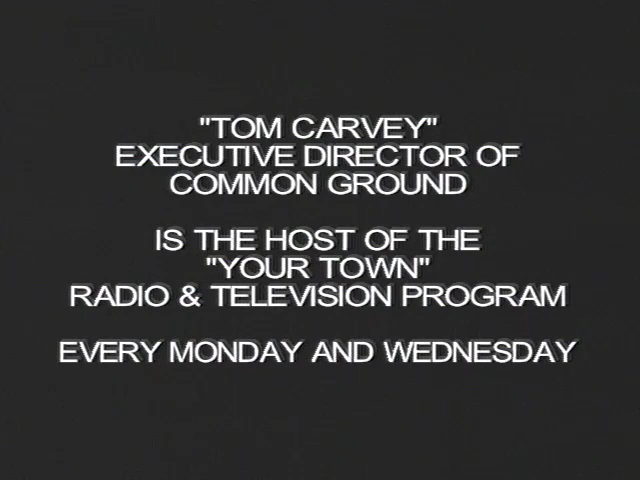 "TOM CARVEY"
EXECUTIVE DIRECTOR OF
COMMON GROUND
IS THE HOST OF THE
"YOUR TOWN"
RADIO & TELEVISION PROGRAM
EVERY MONDAY AND WEDNESDAY